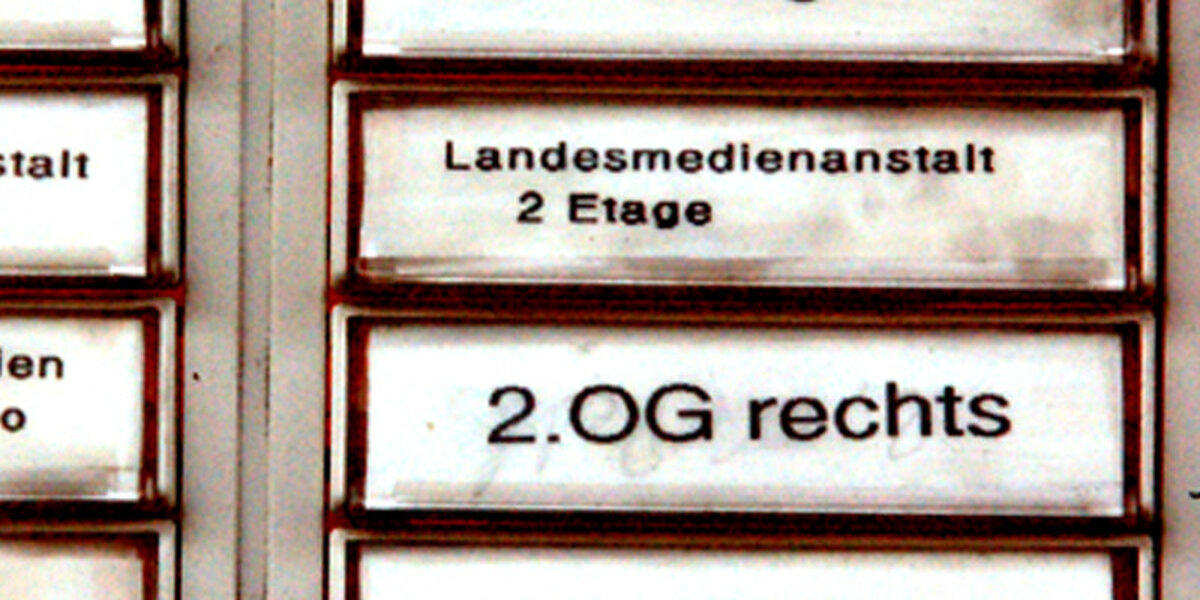 Landesmedienanstalt
2 Etage
2.OG rechts